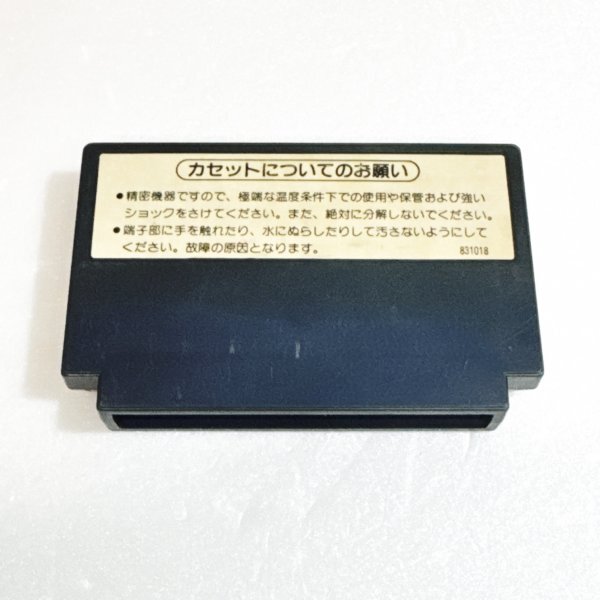 カセットについてのお願い
●精密機器ですので、極端な温度条件下での使用や保管および強い
ショックをさけてください。また、絶対に分解しないでください。
●端子部に手を触れたり、水にぬらしたりして汚さないようにして
ください。故障の原因となります。
831018